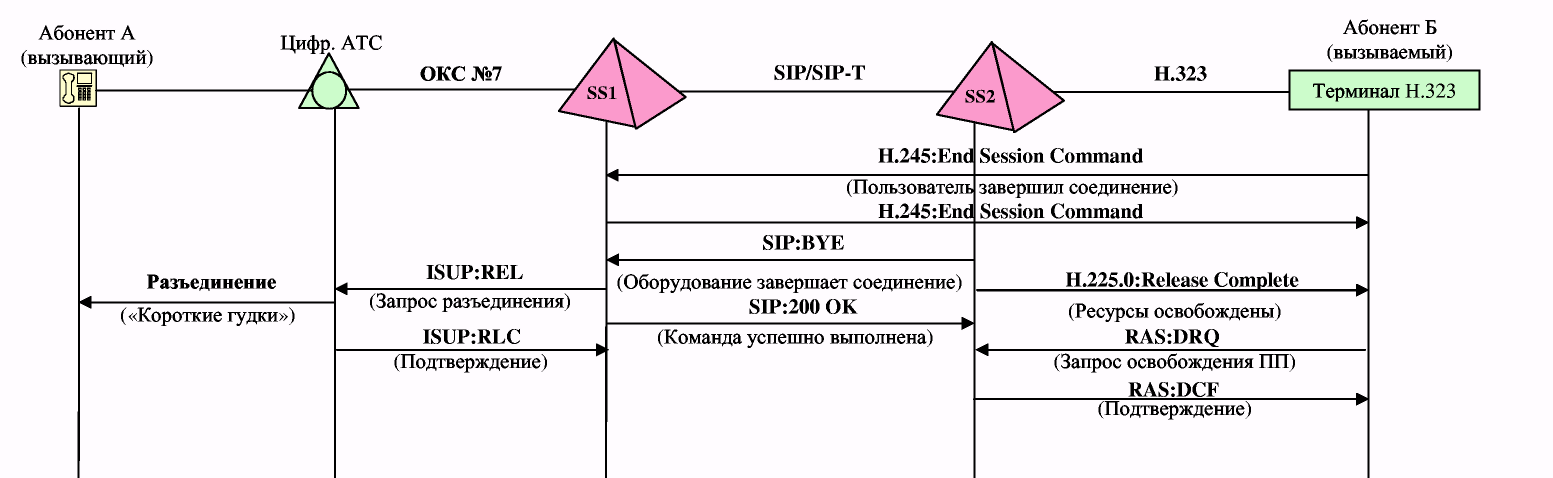 Абонент А
(вызывающий)
Цифр. АТС
ОКС №7
SS1
SIP/SIP-T
SS2
H.323
Абонент Б
(вызываемый)
Терминал H.323
H.245:End Session Command
(Пользователь завершил соединение)
H.245:End Session Command
SIP:BYE
(Оборудование завершает соединение)
ISUP:REL
(Запрос разъединения)
Разъединение
(«Короткие гудки»)
H.225.0:Release Complete
(Ресурсы освобождены)
SIP:200 OK
(Команда успешно выполнена)
ISUP:RLC
(Подтверждение)
RAS:DRQ
(Запрос освобождения ПП)
RAS:DCF
(Подтверждение)